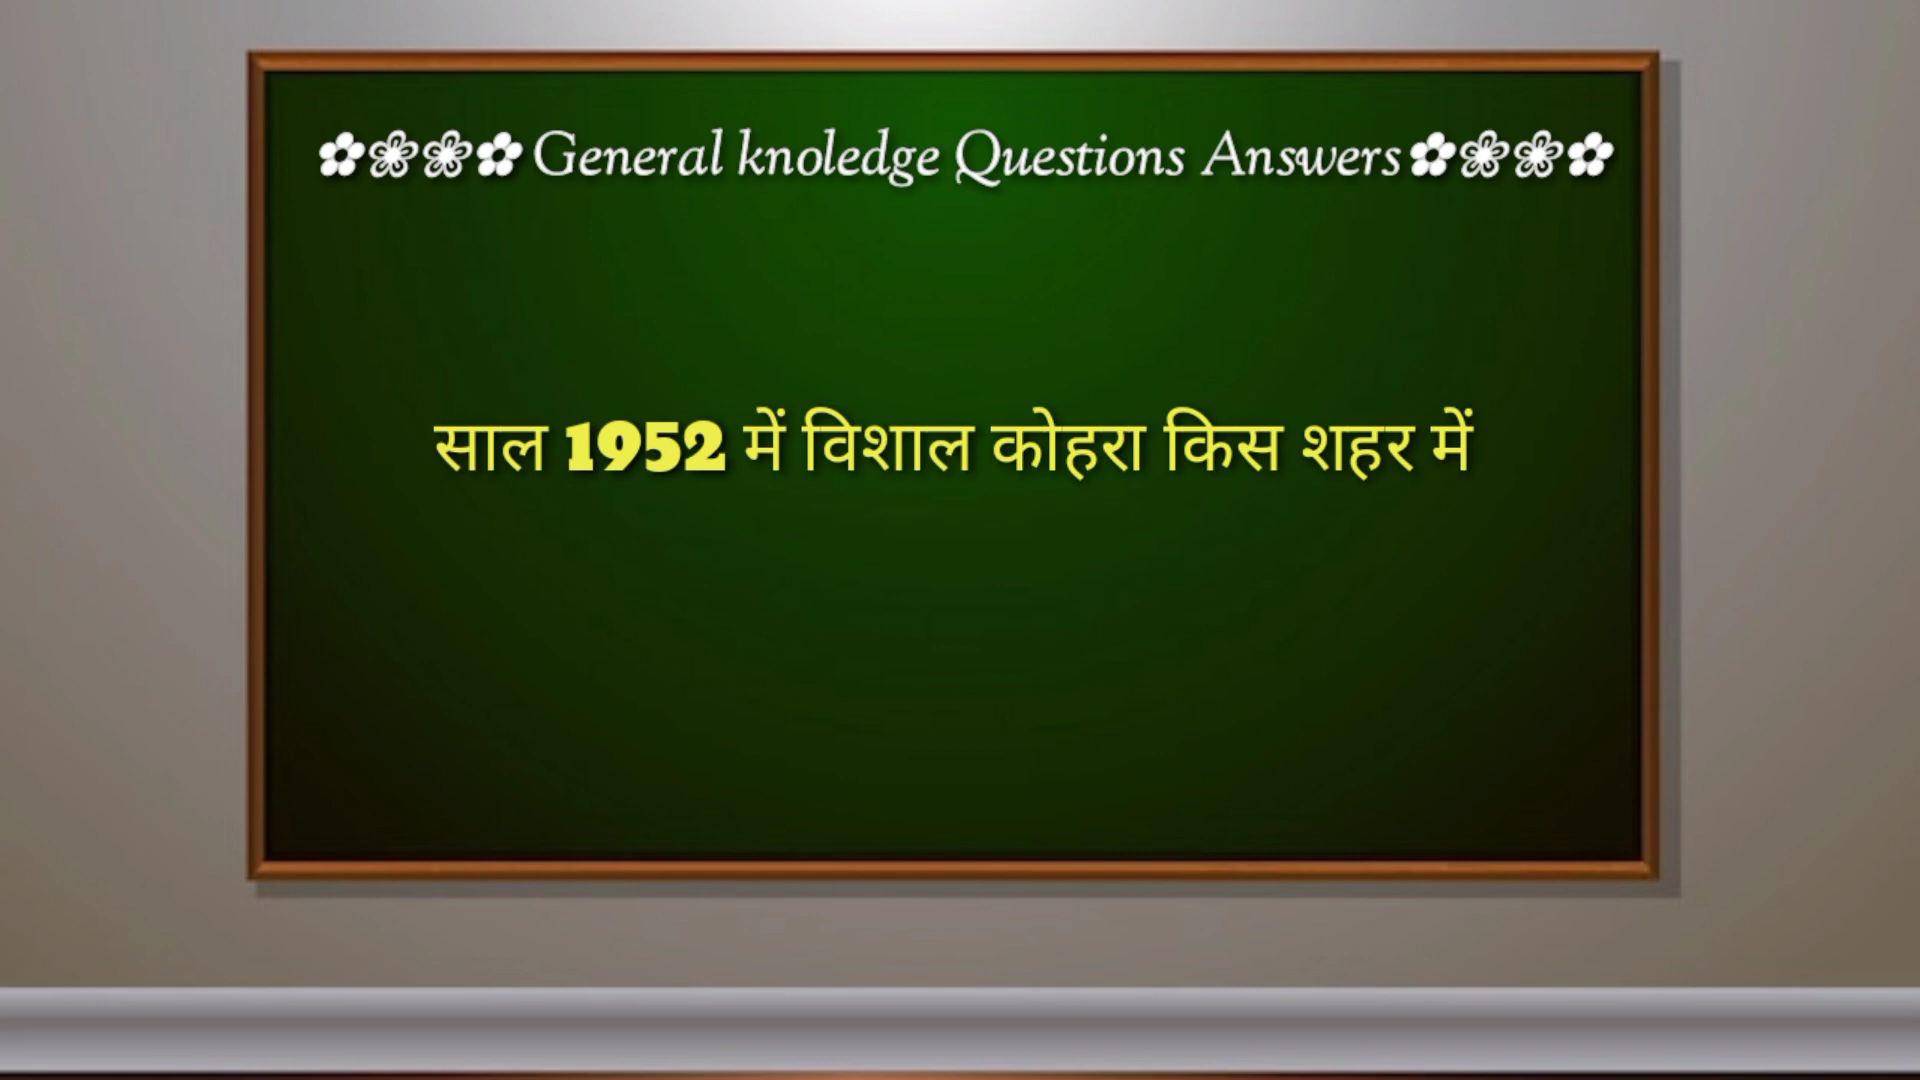 ✿❀❀✿ General knoledge Questions Answers ✿❀❀✿
साल 1952 में विशाल कोहरा किस शहर में